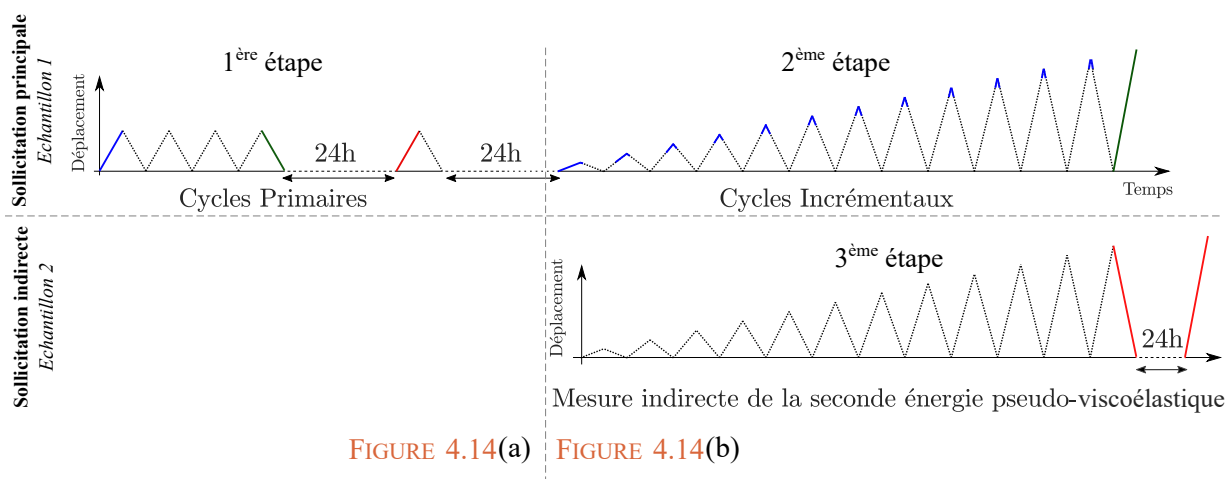 Sollicitation principale
Echantillon 1
Déplacement
1ère étape
24h
24h
Cycles Primaires
2ème étape
Temps
Cycles Incrémentaux
Sollicitation indirecte
Echantillon 2
Déplacement
3ème étape
24h
Mesure indirecte de la seconde énergie pseudo-viscoélastique
FIGURE 4.14(a)
FIGURE 4.14(b)